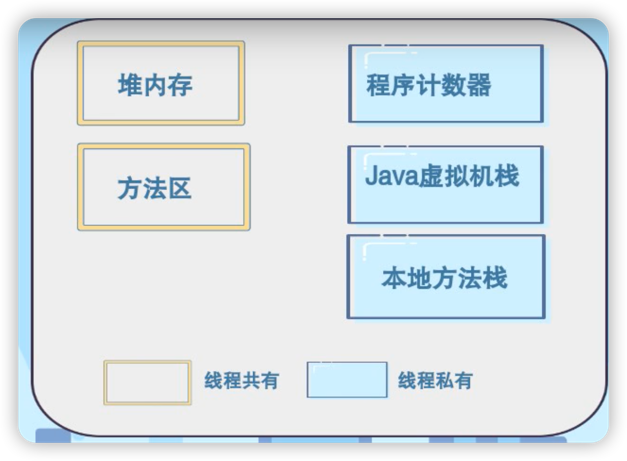 堆内存
程序计数器
方法区
Java虚拟机栈
本地方法栈
线程共有
线程私有